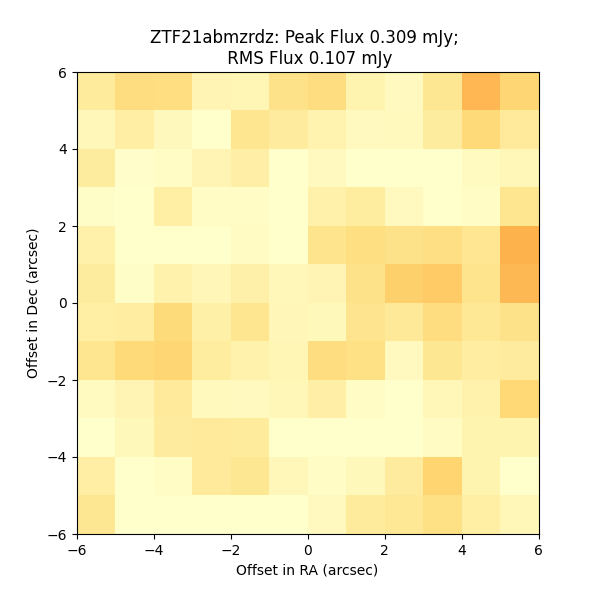 ZTF21abmzrdz: Peak Flux 0.309 mJy;
RMS Flux 0.107 mJy
6
4
2
0
−2
−4
−6
Offset in Dec (arcsec)
−6 −4 −2 0 2 4 6
Offset in RA (arcsec)